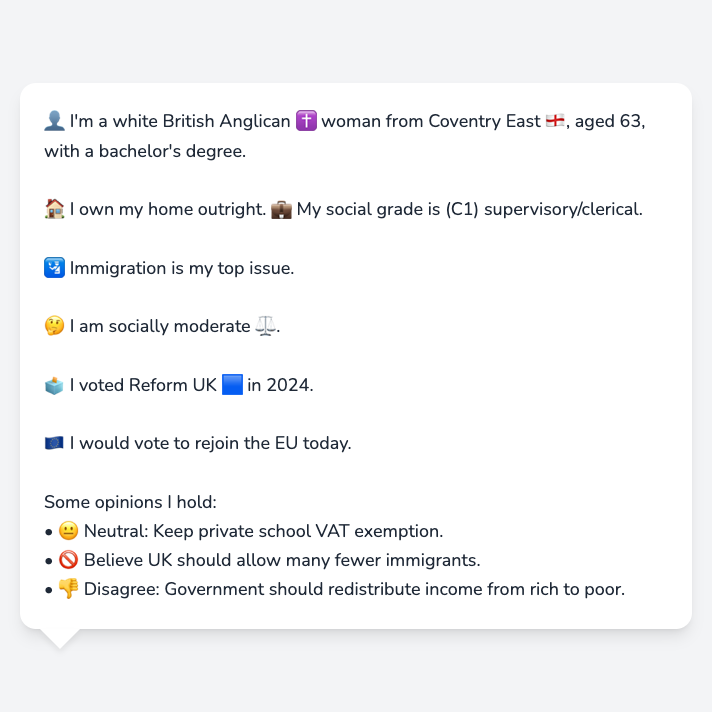 👤 I'm a white British Anglican ✝️ woman from Coventry East 🏴󠁧󠁢󠁥󠁮󠁧󠁿, aged 63,
with a bachelor's degree.
🏠 I own my home outright. 💼 My social grade is (C1) supervisory/clerical.
🛂 Immigration is my top issue.
🤔 I am socially moderate ⚖️.
🗳️ I voted Reform UK 🟦 in 2024.
🇪🇺 I would vote to rejoin the EU today.
Some opinions I hold:
• 😐 Neutral: Keep private school VAT exemption.
• 🚫 Believe UK should allow many fewer immigrants.
• 👎 Disagree: Government should redistribute income from rich to poor.